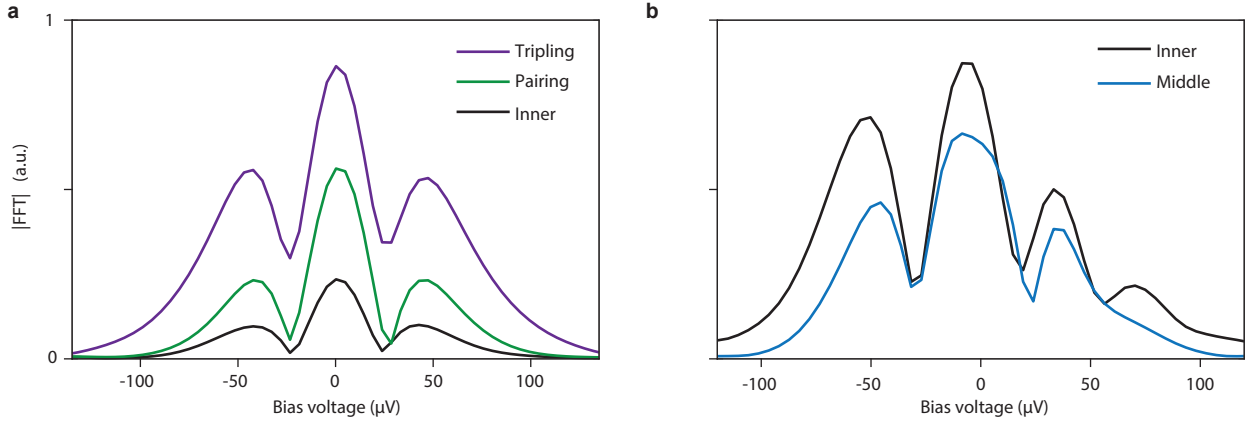 a
1
0
|FFT| (a.u.)
Tripling
Pairing
Inner
-100 -50 0 50 100
Bias voltage (μV)
b
Inner
Middle
-100 -50 0 50 100
Bias voltage (μV)